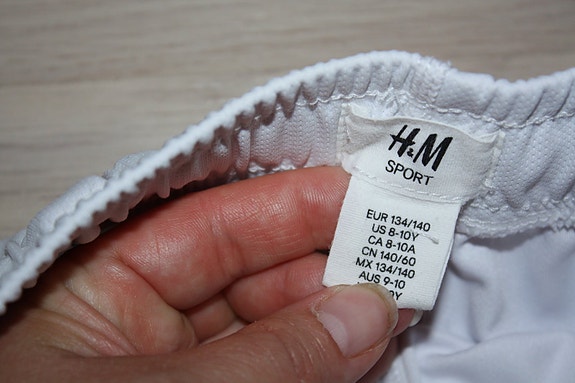 H&M
SPORT
EUR 134/140
US 8-10Y
CA 8-10A
CN 140/60
MX 134/140
AUS 9-10